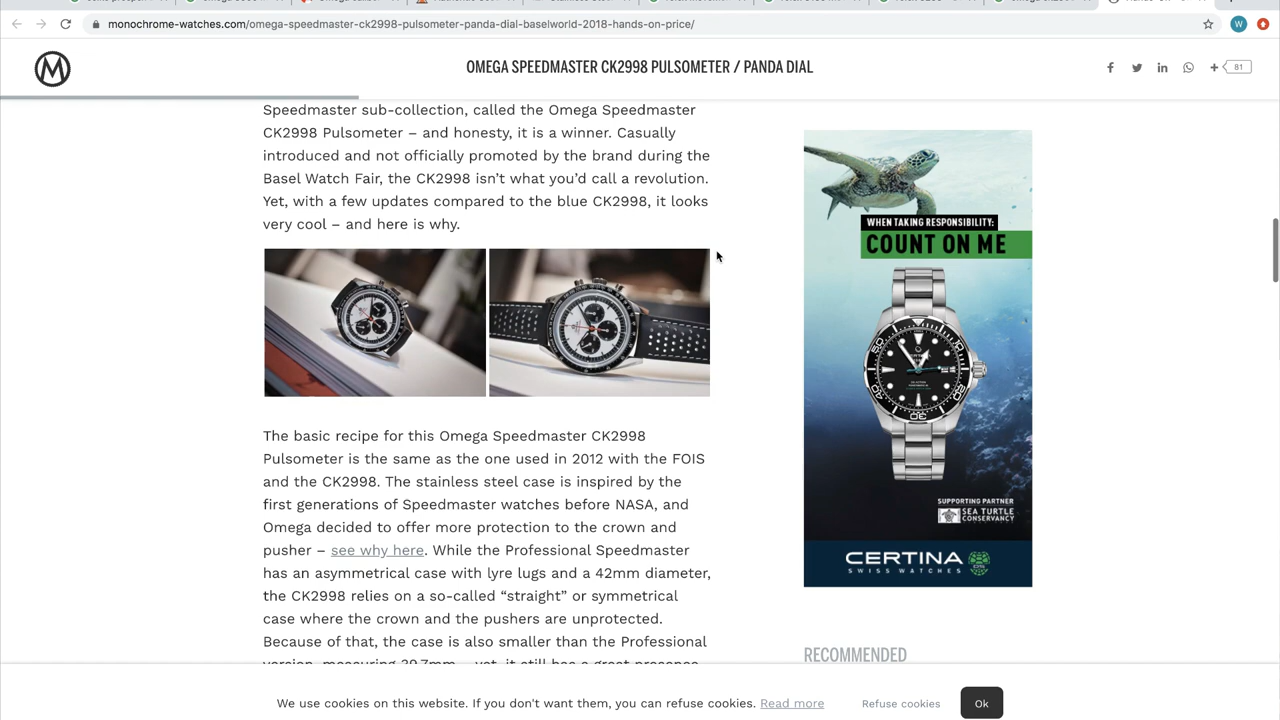 monochrome-watches.com/omega-speedmaster-ck2998-pulsometer-panda-dial-baselworld-2018-hands-on-price/
W
M
OMEGA SPEEDMASTER CK2998 PULSOMETER / PANDA DIAL
+ 81
Speedmaster sub-collection, called the Omega Speedmaster
CK2998 Pulsometer – and honesty, it is a winner. Casually
introduced and not officially promoted by the brand during the
Basel Watch Fair, the CK2998 isn’t what you’d call a revolution.
Yet, with a few updates compared to the blue CK2998, it looks
very cool – and here is why.
The basic recipe for this Omega Speedmaster CK2998
Pulsometer is the same as the one used in 2012 with the FOIS
and the CK2998. The stainless steel case is inspired by the
first generations of Speedmaster watches before NASA, and
Omega decided to offer more protection to the crown and
pusher – see why here. While the Professional Speedmaster
has an asymmetrical case with lyre lugs and a 42mm diameter,
the CK2998 relies on a so-called “straight” or symmetrical
case where the crown and the pushers are unprotected.
Because of that, the case is also smaller than the Professional
version, measuring 39.7mm – yet, it still has a great presence
WHEN TAKING RESPONSIBILITY:
COUNT ON ME
SUPPORTING PARTNER
SEA TURTLE
CONSERVANCY
CERTINA
SWISS WATCHES
RECOMMENDED
We use cookies on this website. If you don't want them, you can refuse cookies. Read more
Refuse cookies
Ok